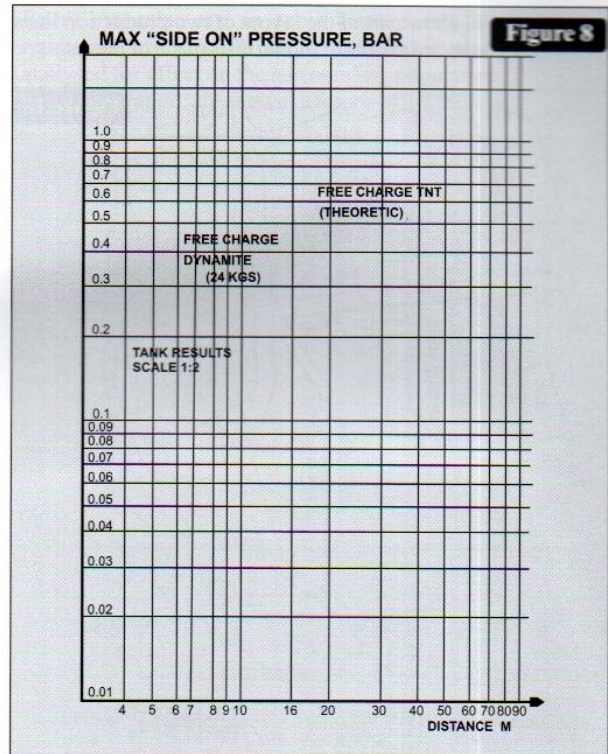 MAX “SIDE ON” PRESSURE, BAR
Figure 8
1.0
0.9
0.8
0.7
0.6
FREE CHARGE TNT
(THEORETIC)
0.5
0.4
FREE CHARGE
DYNAMITE
(24 KGS)
0.3
0.2
TANK RESULTS
SCALE 1:2
0.1
0.09
0.08
0.07
0.06
0.05
0.04
0.03
0.02
0.01
4 5 6 7 8 9 10 16 20 30 40 50 60 70 80 90
DISTANCE M